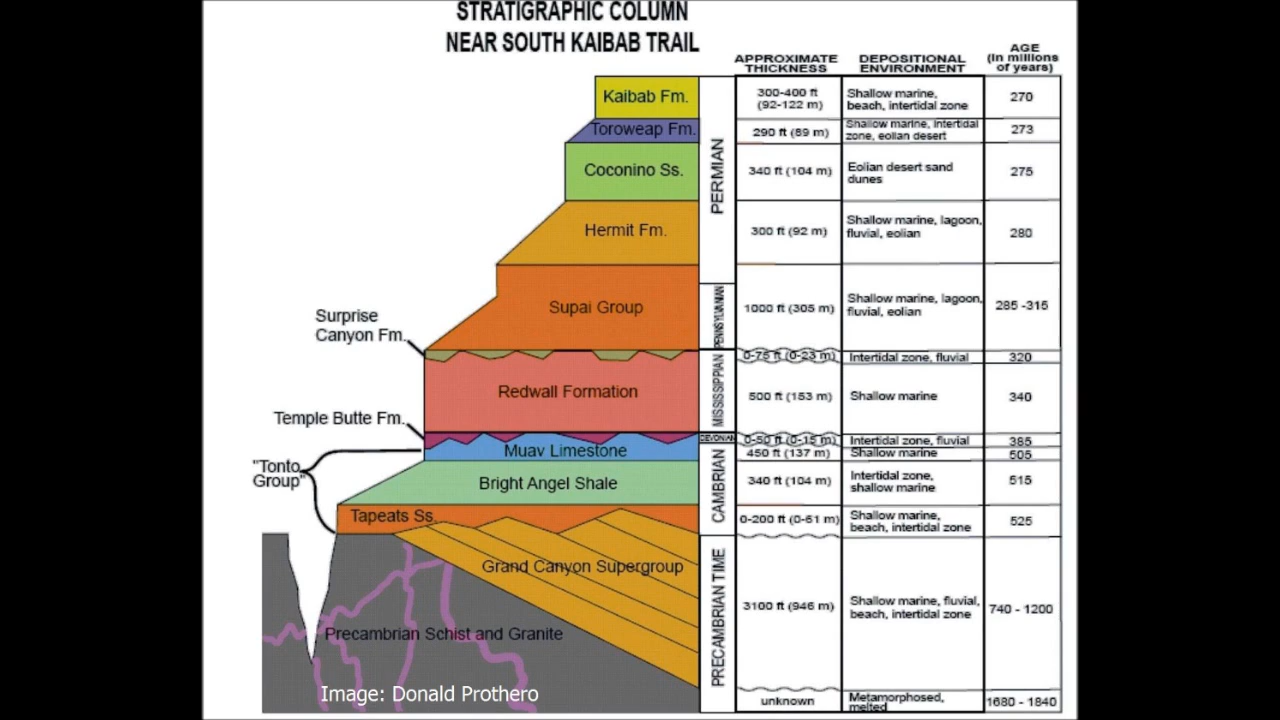 STRATIGRAPHIC COLUMN
NEAR SOUTH KAIBAB TRAIL
APPROXIMATE
THICKNESS
DEPOSITIONAL
ENVIRONMENT
AGE
(In millions
of years)
Kaibab Fm.
300-400 ft
(92-122 m)
Shallow marine,
beach, intertidal zone
270
Toroweap Fm.
290 ft (89 m)
Shallow marine, intertidal
zone, eolian desert
273
Coconino Ss.
340 ft (104 m)
Eolian desert sand
dunes
275
PERMIAN
Hermit Fm.
300 ft (92 m)
Shallow marine, lagoon,
fluvial, eolian
280
Supai Group
PENNSYLVANIAN
1000 ft (305 m)
Shallow marine, lagoon,
fluvial, eolian
285 -315
Surprise
Canyon Fm.
0-75 ft (0-23 m)
Intertidal zone, fluvial
320
Redwall Formation
MISSISSIPPIAN
500 ft (153 m)
Shallow marine
340
Temple Butte Fm.
DEVONIAN
0-50 ft (0-15 m)
Intertidal zone, fluvial
385
Muav Limestone
450 ft (137 m)
Shallow marine
505
"Tonto
Group"
Bright Angel Shale
CAMBRIAN
340 ft (104 m)
Intertidal zone,
shallow marine
515
Tapeats Ss.
0-200 ft (0-61 m)
Shallow marine,
beach, intertidal zone
525
Grand Canyon Supergroup
PRECAMBRIAN TIME
3100 ft (946 m)
Shallow marine, fluvial,
beach, intertidal zone
740 - 1200
Precambrian Schist and Granite
unknown
Metamorphosed,
melted
1680 - 1840
Image: Donald Prothero